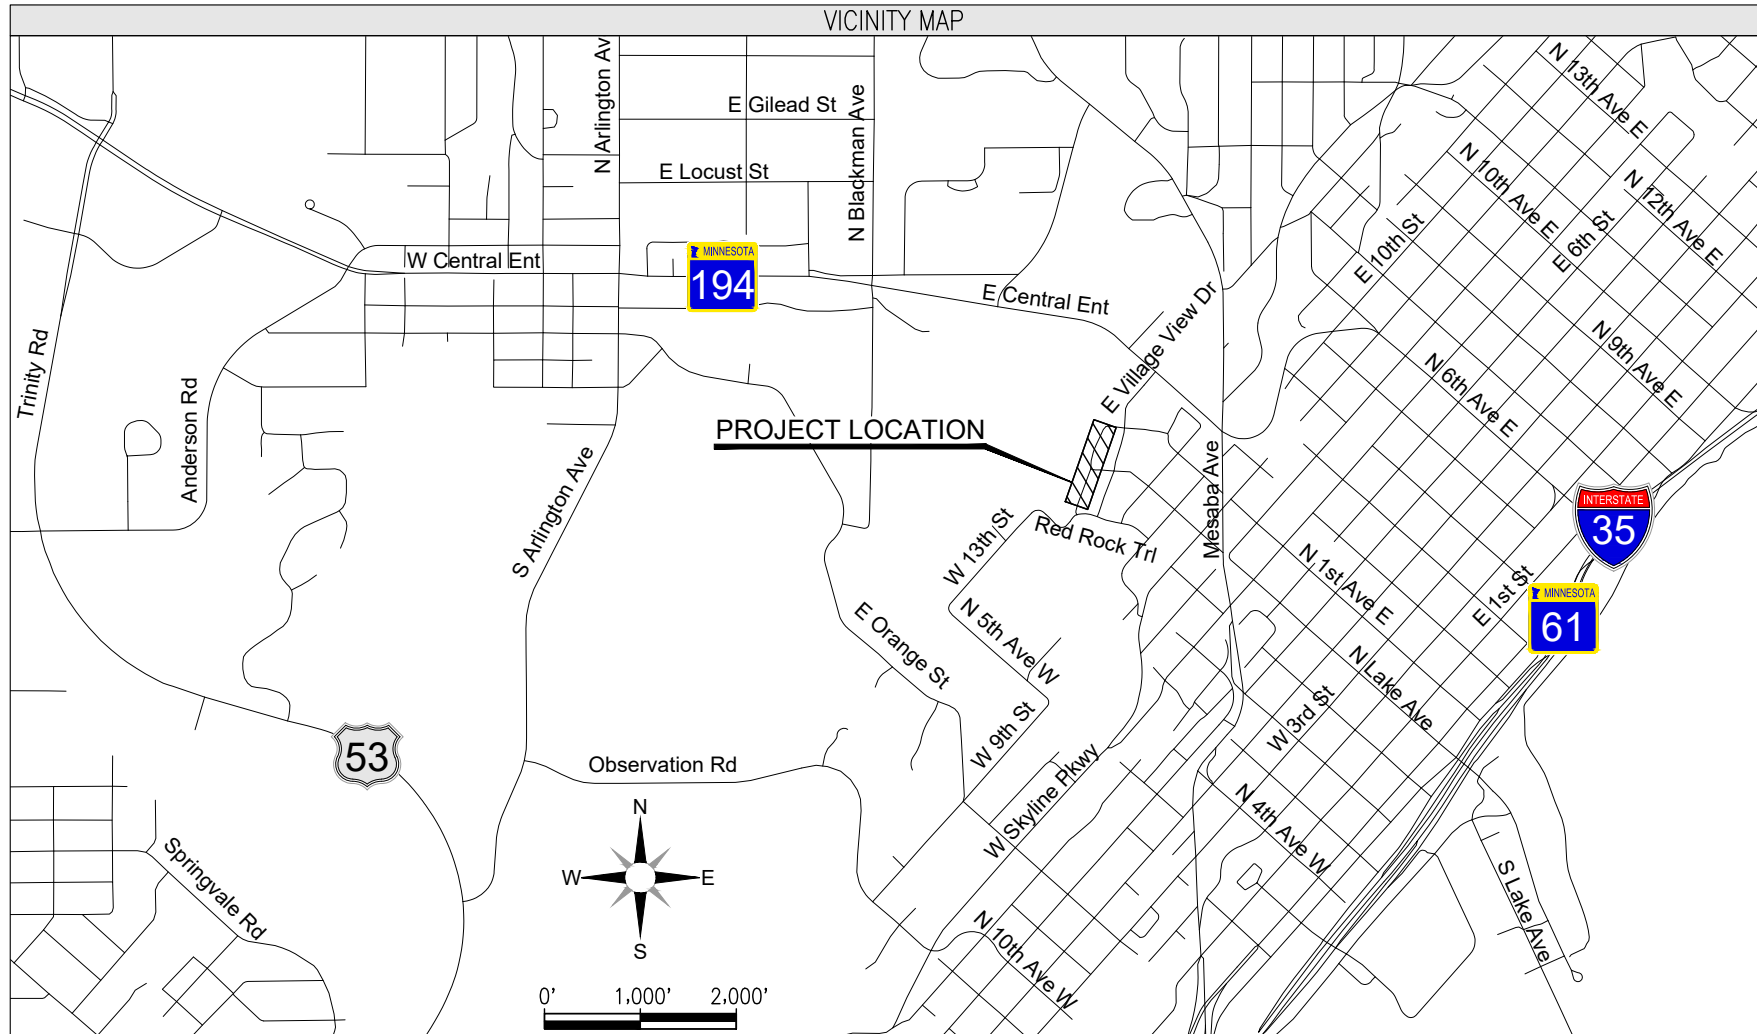 VICINITY MAP
N Arlington Av
N 13th Ave E
E Gilead St
N Blackman Ave
E Locust St
N 10th Ave E
N 12th Ave E
E 10th St
E 6th St
W Central Ent
MINNESOTA
194
E Central Ent
E Village View Dr
Trinity Rd
Anderson Rd
N 9th Ave E
N 6th Ave E
PROJECT LOCATION
S Arlington Ave
Mesaba Ave
INTERSTATE
35
W 13th St
Red Rock Trl
N 1st Ave E
E 1st St
MINNESOTA
61
E Orange St
N 5th Ave W
N Lake Ave
W 9th St
W 3rd St
53
Observation Rd
W Skyline Pkwy
N 4th Ave W
Springvale Rd
N
W
E
S
S Lake Ave
N 10th Ave W
0' 1,000' 2,000'